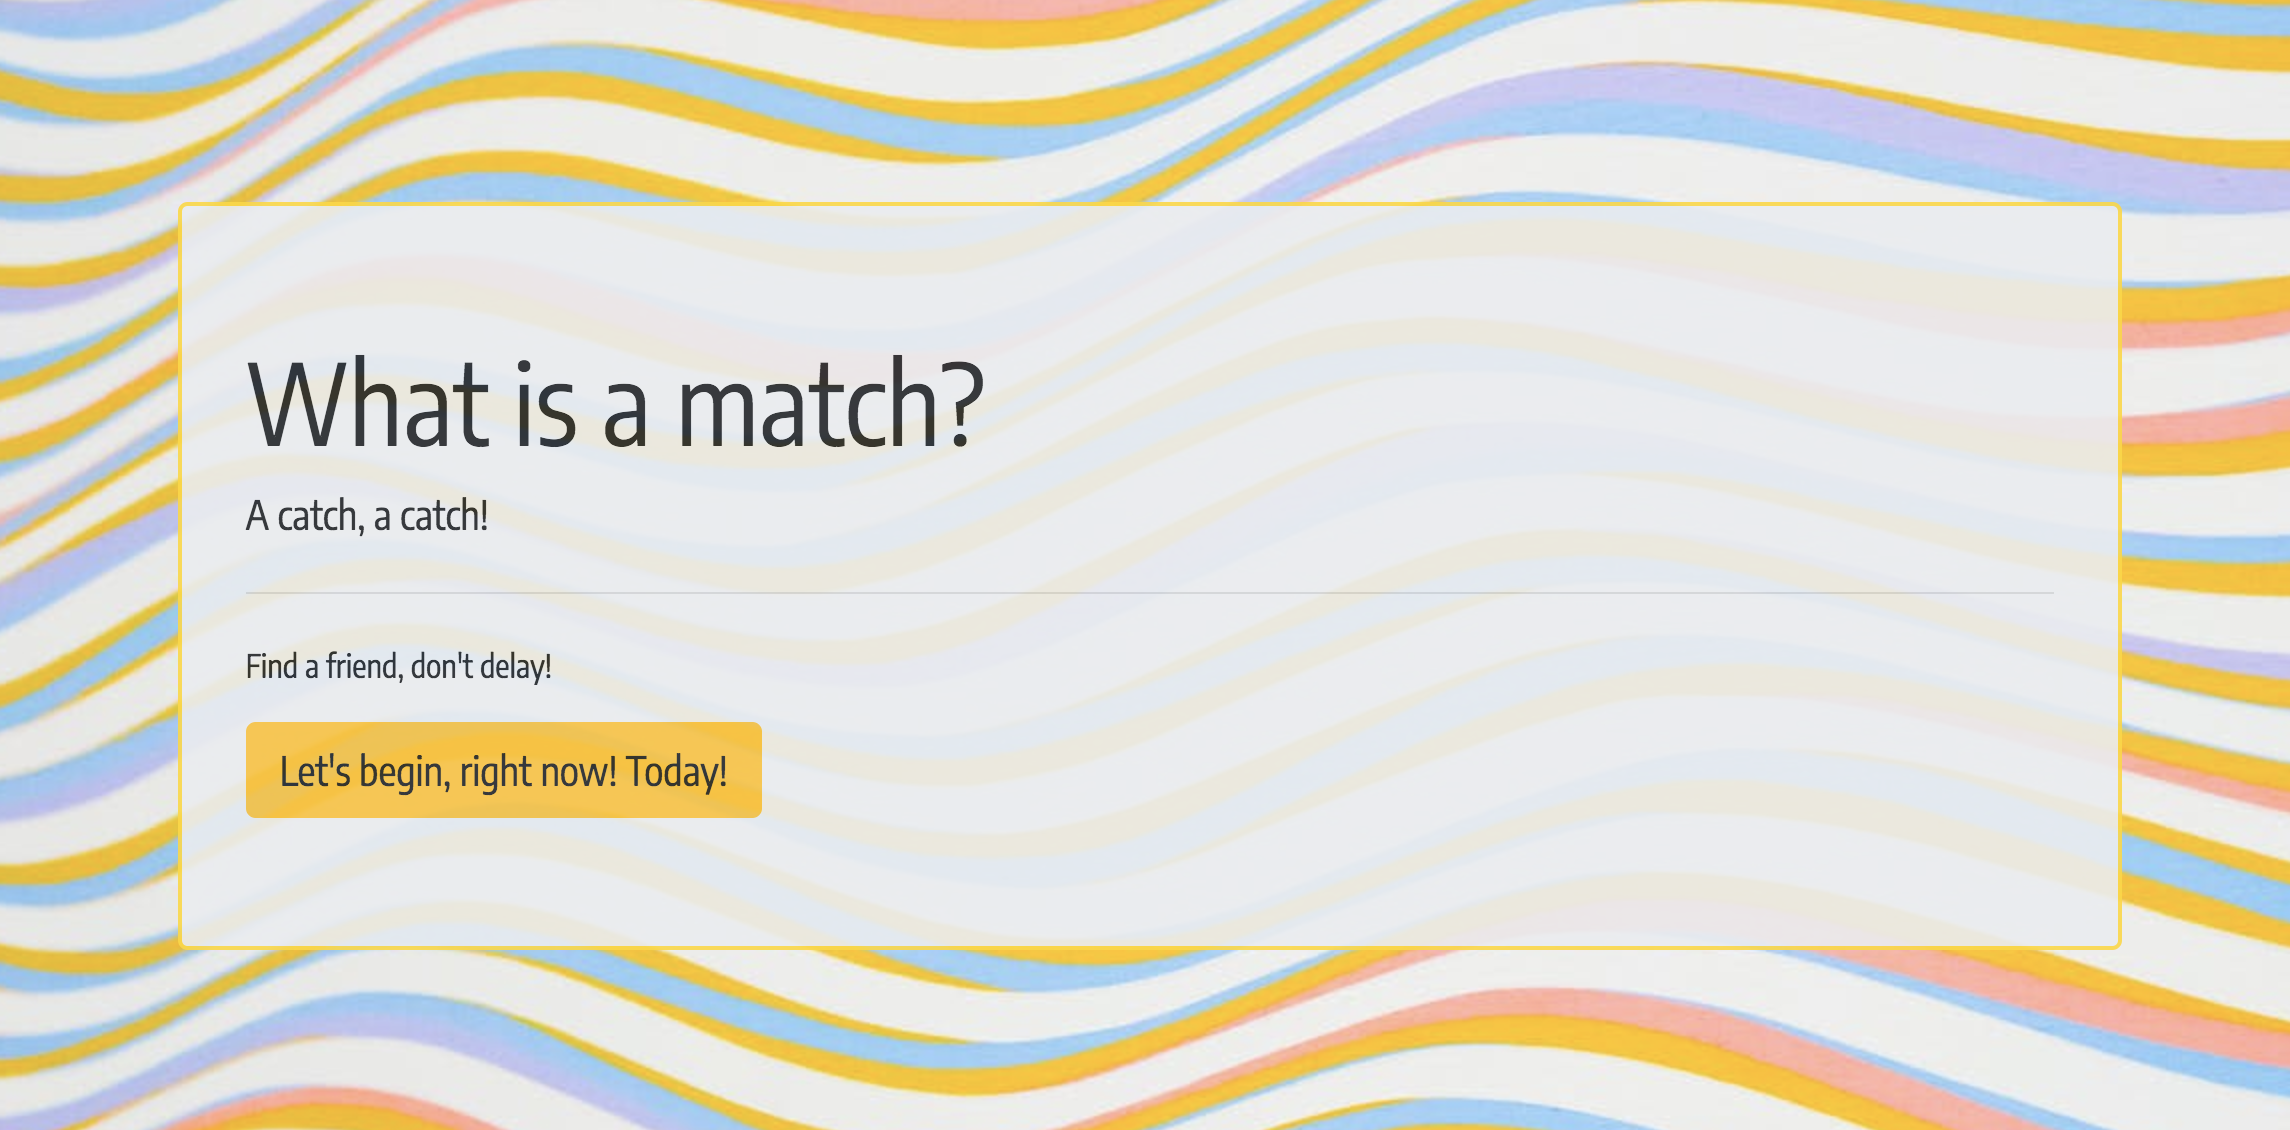 What is a match?
A catch, a catch!
Find a friend, don't delay!
Let's begin, right now! Today!